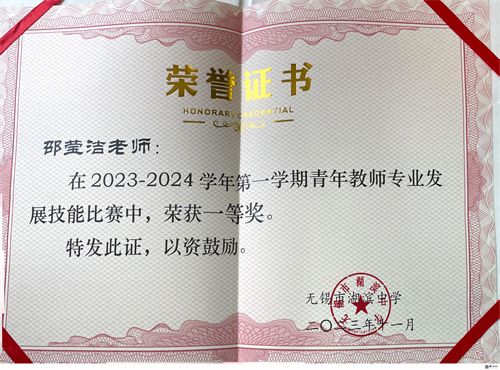 荣誉证书
HONORARY CREDENTIAL
邵莹洁老师：
在2023-2024学年第一学期青年教师专业发
展技能比赛中，荣获一等奖。
特发此证，以资鼓励。
无锡市湖滨中学
二〇二三年十一月